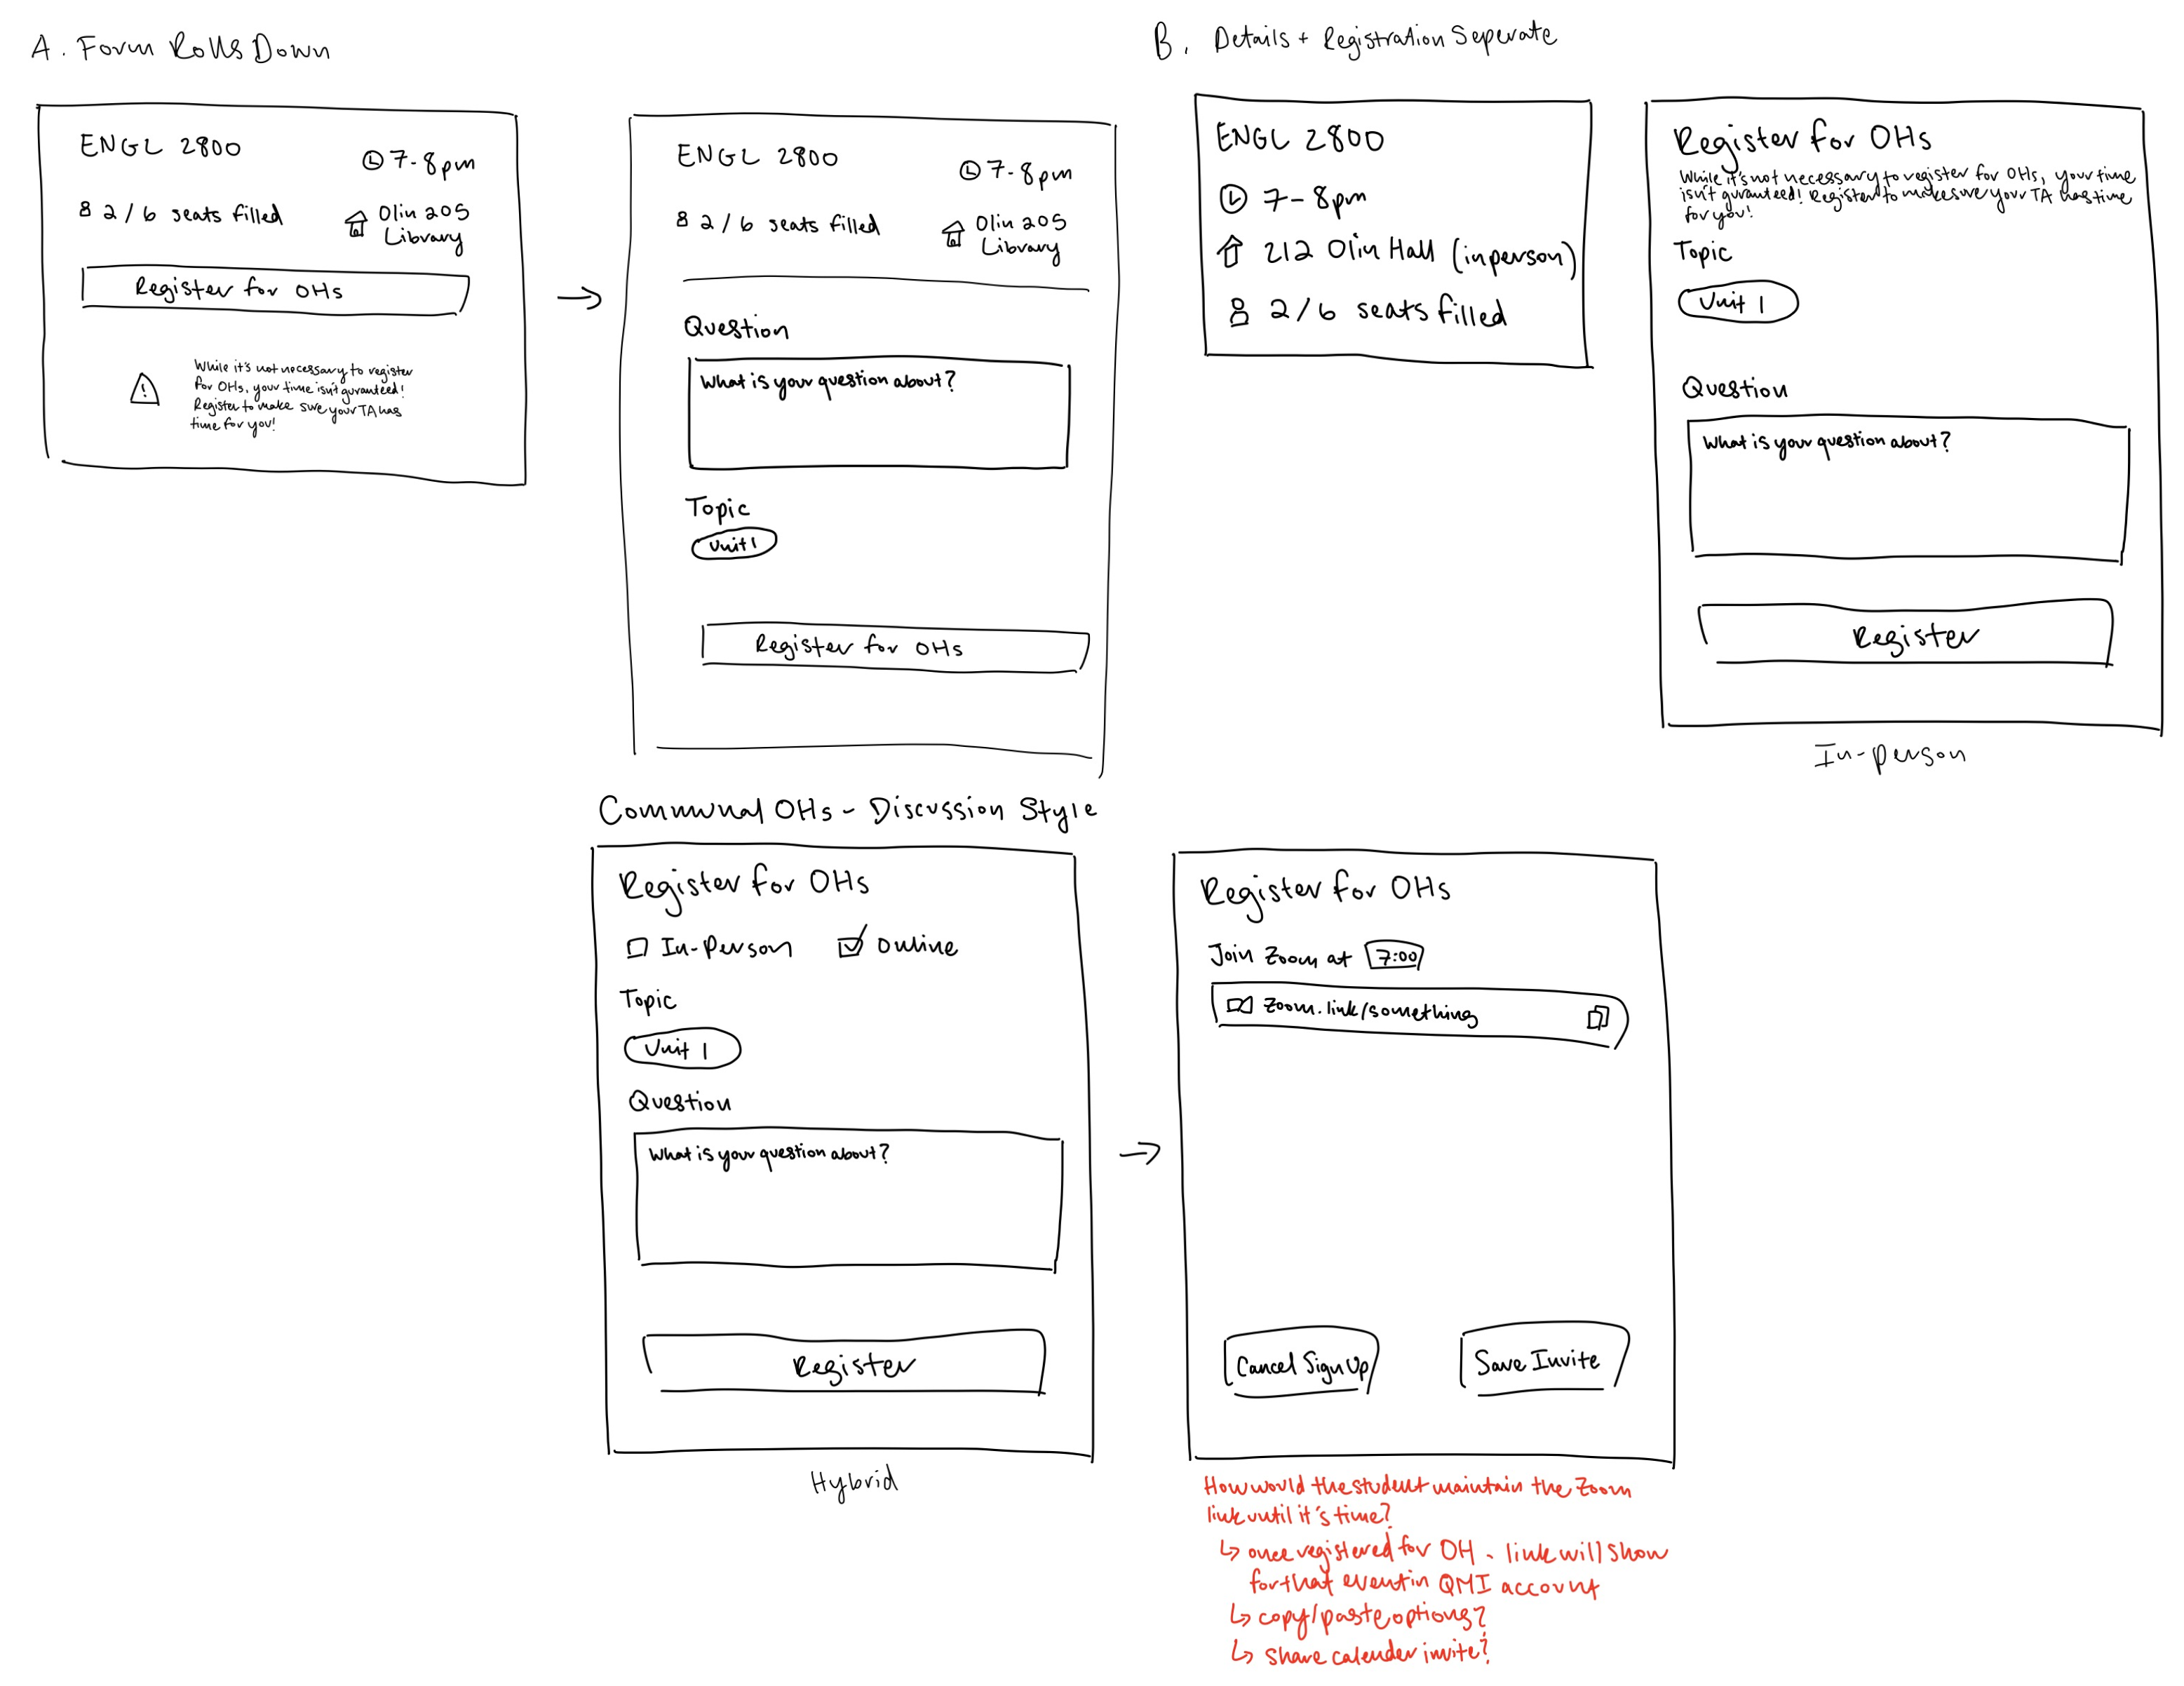 A. Form Rolls Down
ENGL 2800
7-8pm
2/6 seats filled
Olin 205
Library
Register for OHs
While it's not necessary to register
for OHs, your time isn't guranteed!
Register to make sure your TA has
time for you!
ENGL 2800
7-8pm
2/6 seats filled
Olin 205
Library
Question
What is your question about?
Topic
Unit 1
Register for OHs
B. Details + Registration Seperate
ENGL 2800
7-8pm
212 Olin Hall (inperson)
2/6 seats filled
Register for OHs
While it's not necessary to register for OHs, your time
isn't guranteed! Register to make sure your TA has time
for you!
Topic
Unit 1
Question
What is your question about?
Register
In-person
Communal OHs - Discussion Style
Register for OHs
In-Person
Online
Topic
Unit 1
Question
What is your question about?
Register
Hybrid
Register for OHs
Join Zoom at 7:00
Zoom.link/something
Cancel Sign Up
Save Invite
How would the student maintain the Zoom
link until it's time?
↳ once registered for OH - link will show
for that event in QMI account
↳ copy/paste options?
↳ share calender invite?